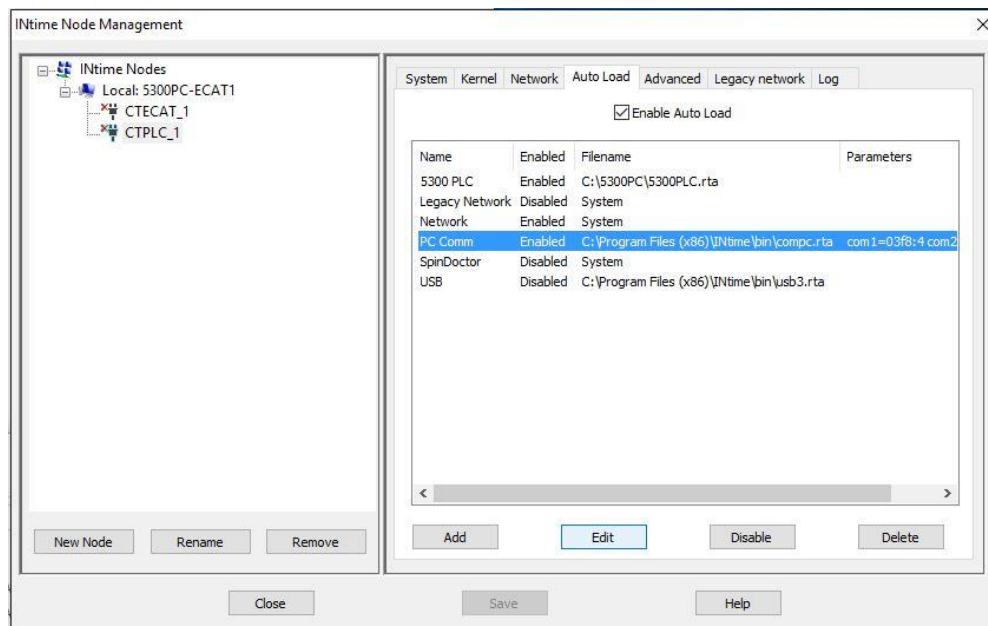 INtime Node Management
INtime Nodes
Local: 5300PC-ECAT1
CTECAT_1
CTPLC_1
New Node Rename Remove
System Kernel Network Auto Load Advanced Legacy network Log
Enable Auto Load
Name Enabled Filename Parameters
5300 PLC Enabled C:\5300PC\5300PLC.rta
Legacy Network Disabled System
Network Enabled System
PC Comm Enabled C:\Program Files (x86)\INtime\bin\compc.rta com1=03f8:4 com2
SpinDoctor Disabled System
USB Disabled C:\Program Files (x86)\INtime\bin\usb3.rta
Add Edit Disable Delete
Close Save Help